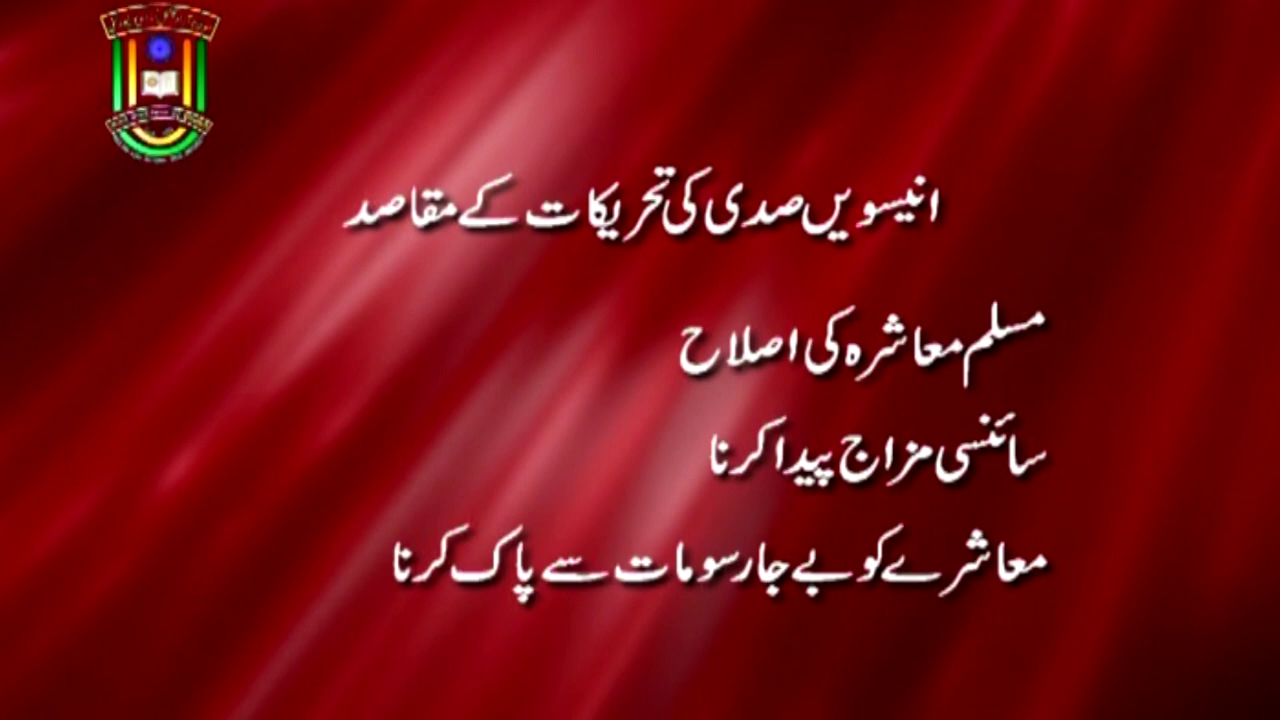 انیسویں صدی کی تحریکات کے مقاصد
مسلم معاشرہ کی اصلاح
سائنسی مزاج پیدا کرنا
معاشرے کو بے جا رسومات سے پاک کرنا